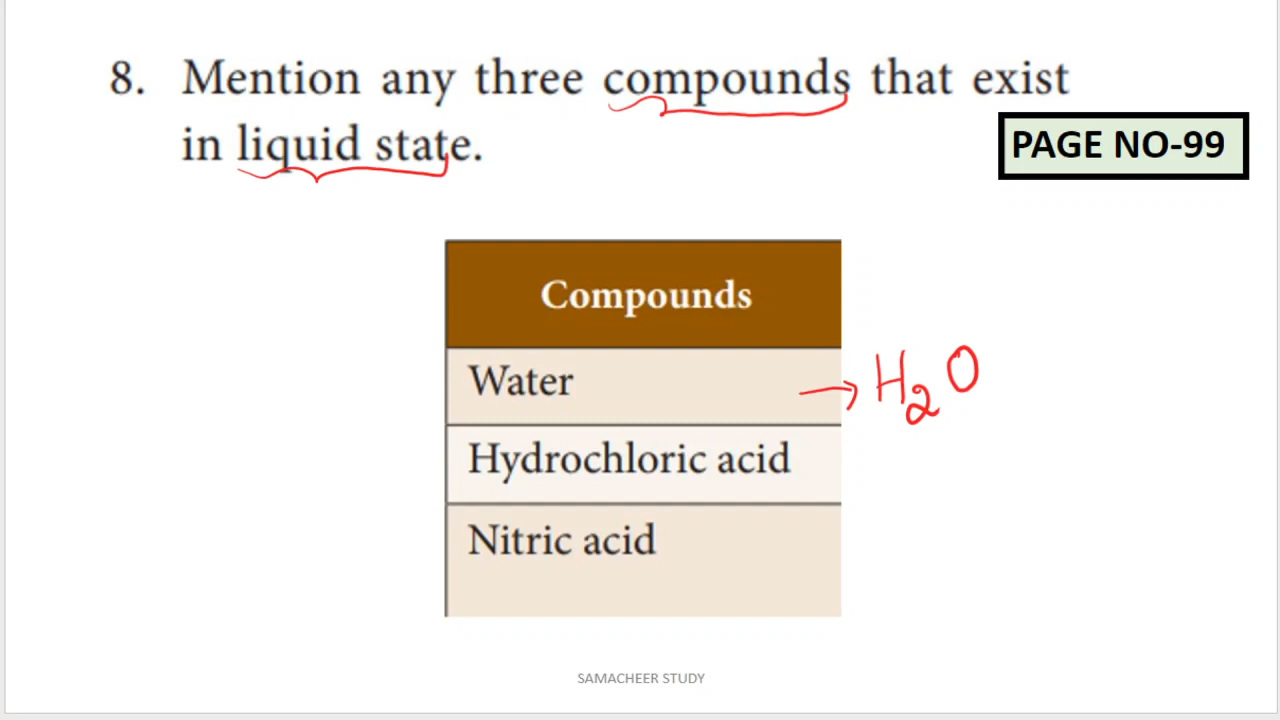 8. Mention any three compounds that exist
in liquid state.
PAGE NO-99
Compounds
Water → H2O
Hydrochloric acid
Nitric acid
SAMACHEER STUDY